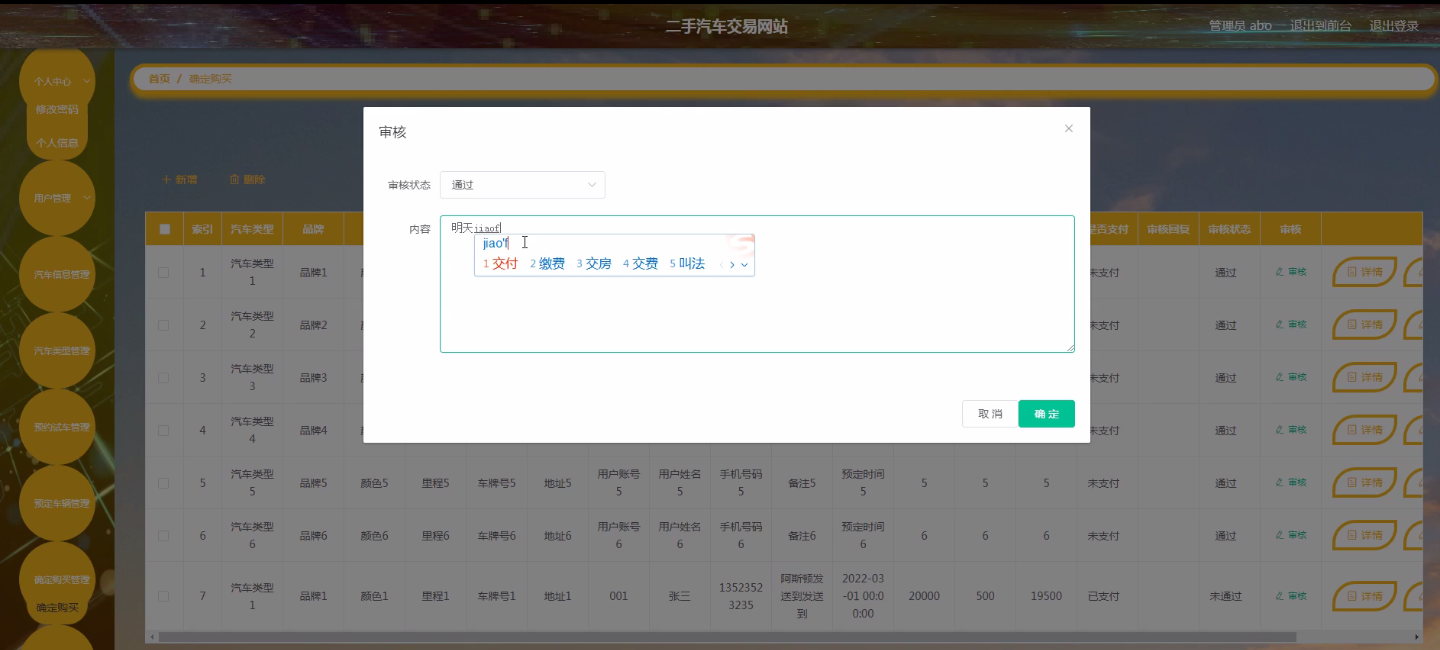 二手汽车交易网站
管理员 abo 退出到前台 退出登录
个人中心
修改密码
个人信息
用户管理
汽车信息管理
汽车类型管理
预约试车管理
预定车辆管理
确定购买管理
确定购买
首页 / 确定购买
+ 新增 删除
审核
×
审核状态 通过
内容 明天jiaof
jiao'f
1 交付 2 缴费 3 交房 4 交费 5 叫法
取消 确定
索引 汽车类型 品牌 是否支付 审核回复 审核状态 审核
1 汽车类型1 品牌1 未支付 通过 审核 详情
2 汽车类型2 品牌2 未支付 通过 审核 详情
3 汽车类型3 品牌3 未支付 通过 审核 详情
4 汽车类型4 品牌4 未支付 通过 审核 详情
5 汽车类型5 品牌5 颜色5 里程5 车牌号5 地址5 用户账号5 用户姓名5 手机号码5 备注5 预定时间5 5 5 5 未支付 通过 审核 详情
6 汽车类型6 品牌6 颜色6 里程6 车牌号6 地址6 用户账号6 用户姓名6 手机号码6 备注6 预定时间6 6 6 6 未支付 通过 审核 详情
7 汽车类型1 品牌1 颜色1 里程1 车牌号1 地址1 001 张三 13523523235 阿斯顿发送到发送到 2022-03-01 00:00:00 20000 500 19500 已支付 未通过 审核 详情